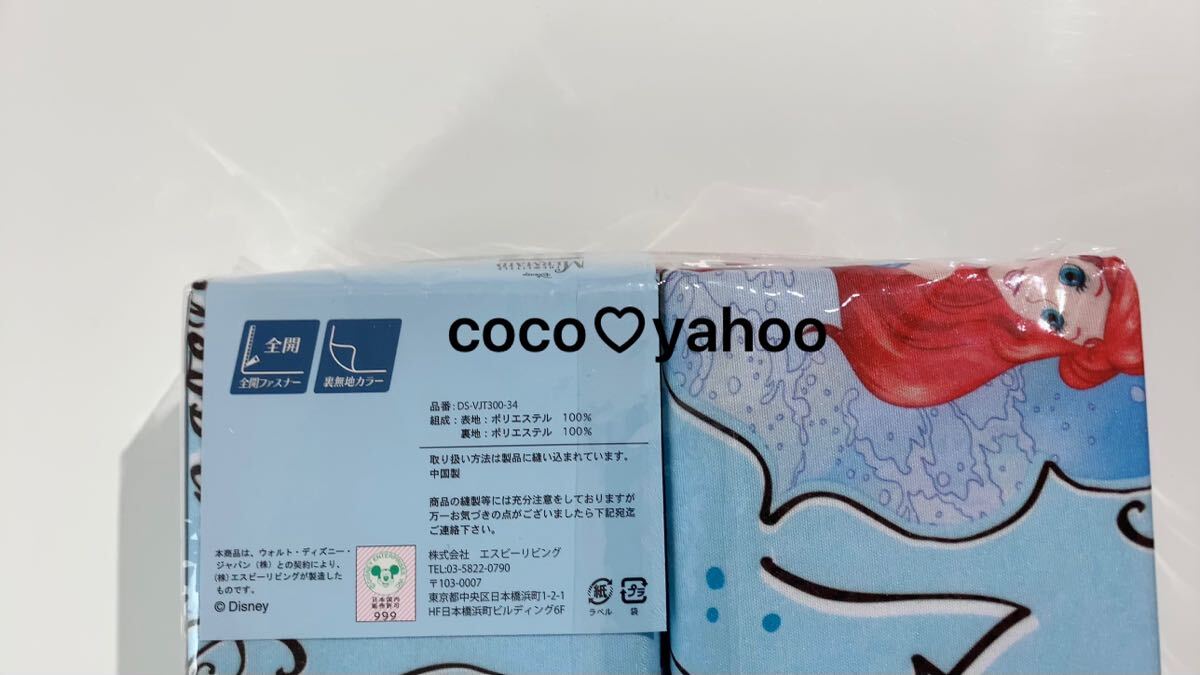 coco♡yahoo
全開
全開ファスナー
裏無地カラー
品番：DS-VJT300-34
組成：表地：ポリエステル 100%
裏地：ポリエステル 100%
取り扱い方法は製品に縫い込まれています。
中国製
商品の縫製等には充分注意をしておりますが
万一お気づきの点がございましたら下記宛迄
ご連絡下さい。
株式会社 エスビーリビング
TEL:03-5822-0790
〒103-0007
東京都中央区日本橋浜町1-2-1
HF日本橋浜町ビルディング6F
本商品は、ウォルト・ディズニー・
ジャパン（株）との契約により、
（株）エスビーリビングが製造した
ものです。
© Disney
日本国内
販売許可
999
紙
ラベル
プラ
袋